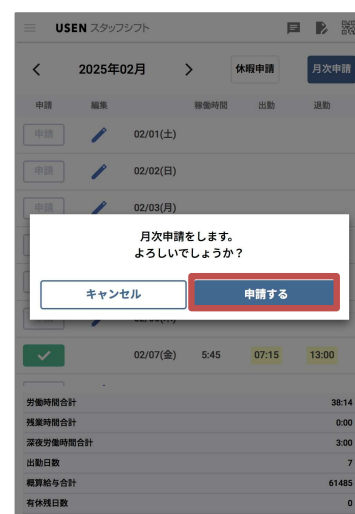 USEN スタッフシフト
2025年02月
休暇申請
月次申請
申請 編集 稼働時間 出勤 退勤
申請 02/01(土)
申請 02/02(日)
申請 02/03(月)
月次申請をします。
よろしいでしょうか？
キャンセル 申請する
02/07(金) 5:45 07:15 13:00
労働時間合計 38:14
残業時間合計 0:00
深夜労働時間合計 3:00
出勤日数 7
概算給与合計 61485
有休残日数 0